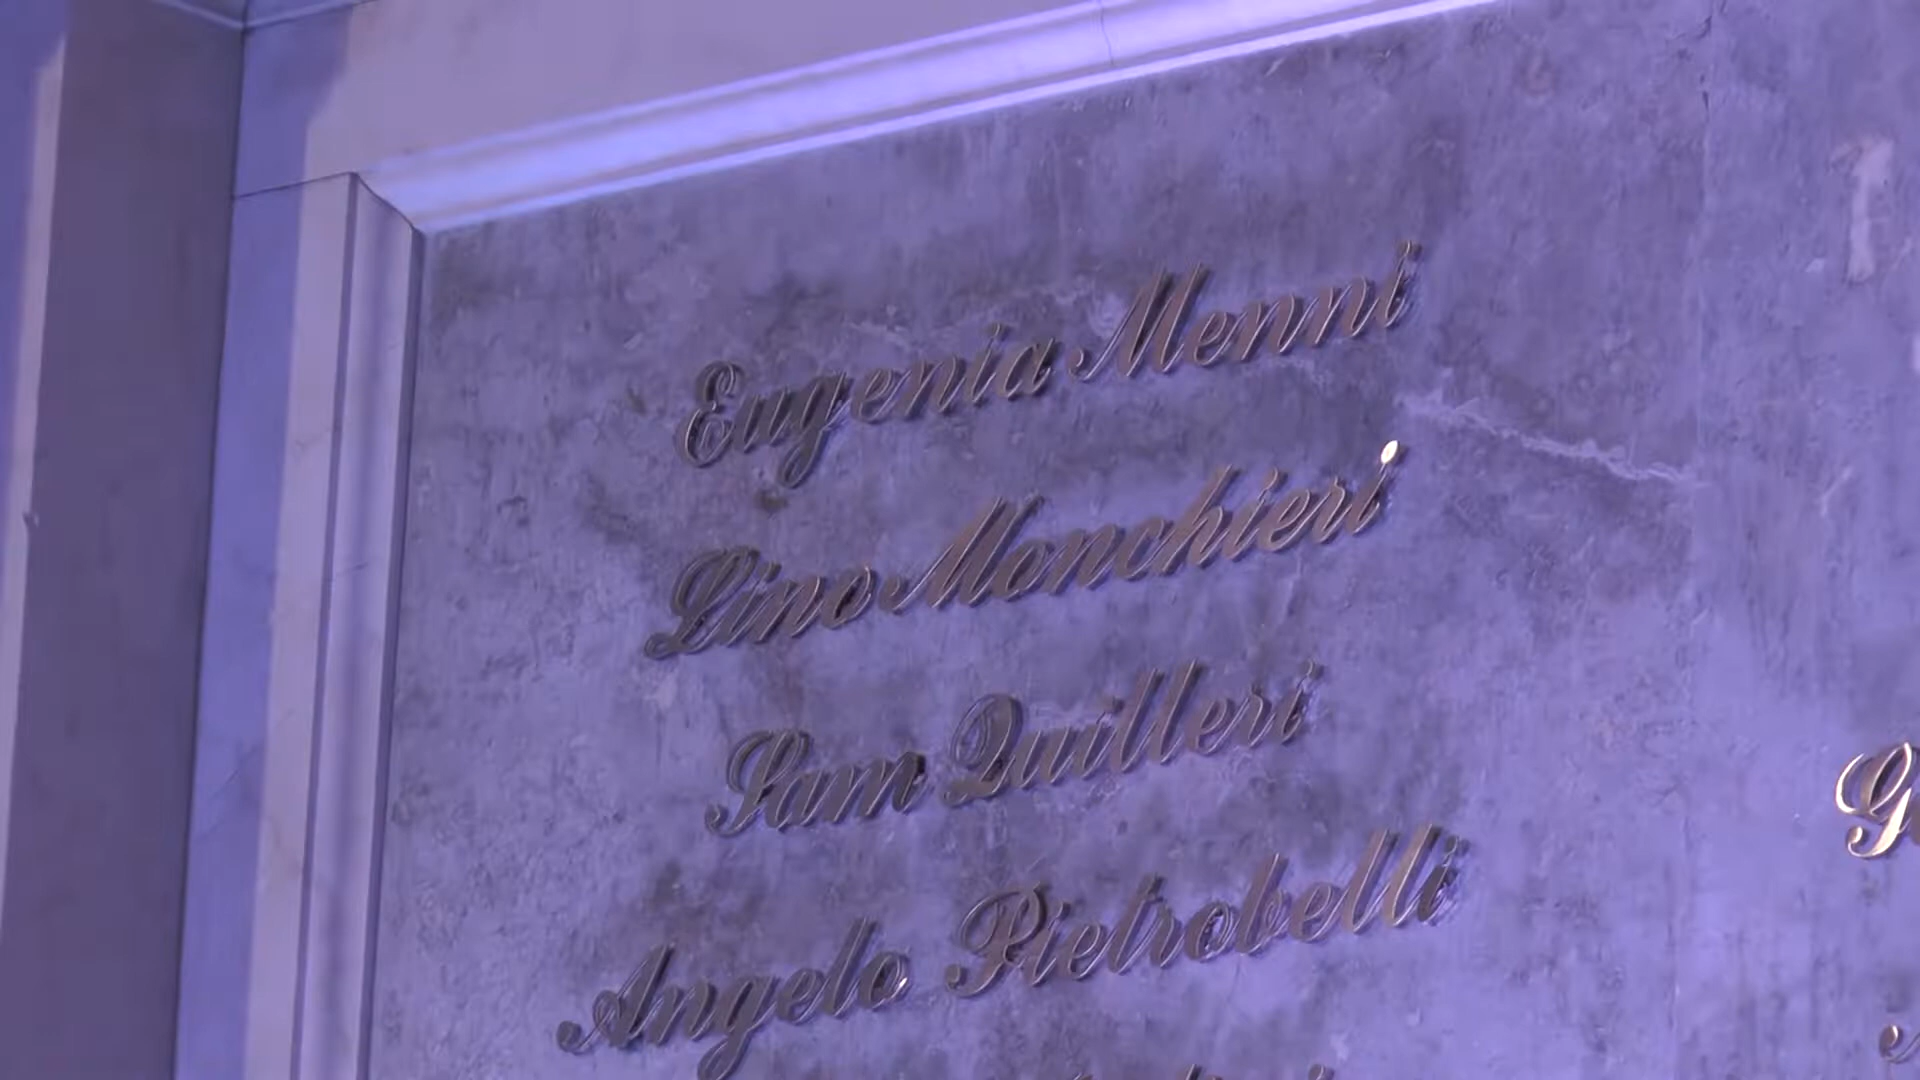 Eugenia Menni
Lino Monchieri
Sam Quilleri
Angelo Pietrobelli